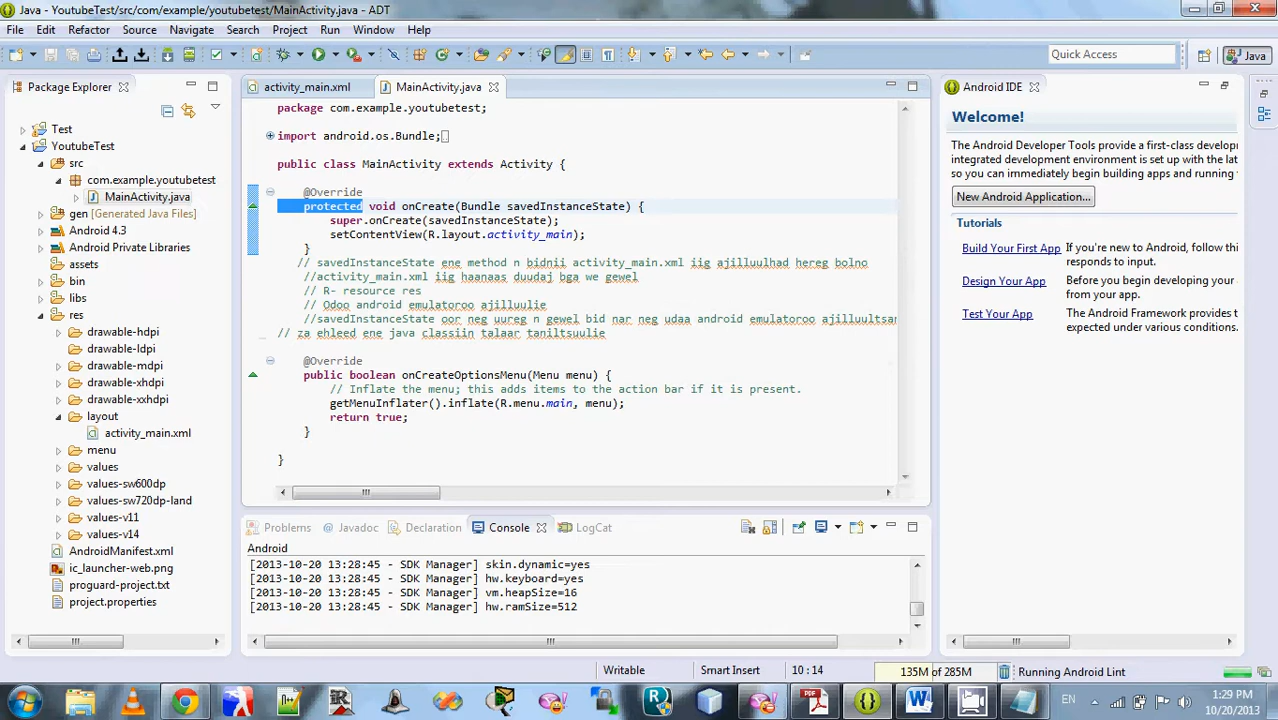 Java - YoutubeTest/src/com/example/youtubetest/MainActivity.java - ADT
File Edit Refactor Source Navigate Search Project Run Window Help
Quick Access
Java
Package Explorer
activity_main.xml
MainActivity.java
Android IDE
Test
YoutubeTest
src
com.example.youtubetest
MainActivity.java
gen [Generated Java Files]
Android 4.3
Android Private Libraries
assets
bin
libs
res
drawable-hdpi
drawable-ldpi
drawable-mdpi
drawable-xhdpi
drawable-xxhdpi
layout
activity_main.xml
menu
values
values-sw600dp
values-sw720dp-land
values-v11
values-v14
AndroidManifest.xml
ic_launcher-web.png
proguard-project.txt
project.properties
package com.example.youtubetest;
import android.os.Bundle;
public class MainActivity extends Activity {
@Override
protected void onCreate(Bundle savedInstanceState) {
super.onCreate(savedInstanceState);
setContentView(R.layout.activity_main);
}
// savedInstanceState ene method n bidnii activity_main.xml iig ajilluulhad hereg bolno
//activity_main.xml iig haanaas duudaj bga we gewel
// R- resource res
// Odoo android emulatoroo ajilluulie
//savedInstanceState oor neg uureg n gewel bid nar neg udaa android emulatoroo ajilluultsan
// za ehleed ene java classiin talaar taniltsuulie
@Override
public boolean onCreateOptionsMenu(Menu menu) {
// Inflate the menu; this adds items to the action bar if it is present.
getMenuInflater().inflate(R.menu.main, menu);
return true;
}
}
Welcome!
The Android Developer Tools provide a first-class develop
integrated development environment is set up with the lat
so you can immediately begin building apps and running
New Android Application...
Tutorials
Build Your First App
If you're new to Android, follow this
responds to input.
Design Your App
Before you begin developing your
from your app.
Test Your App
The Android Framework provides t
expected under various conditions.
Problems Javadoc Declaration Console LogCat
Android
[2013-10-20 13:28:45 - SDK Manager] skin.dynamic=yes
[2013-10-20 13:28:45 - SDK Manager] hw.keyboard=yes
[2013-10-20 13:28:45 - SDK Manager] vm.heapSize=16
[2013-10-20 13:28:45 - SDK Manager] hw.ramSize=512
Writable Smart Insert 10 : 14 135M of 285M Running Android Lint
EN
1:29 PM
10/20/2013